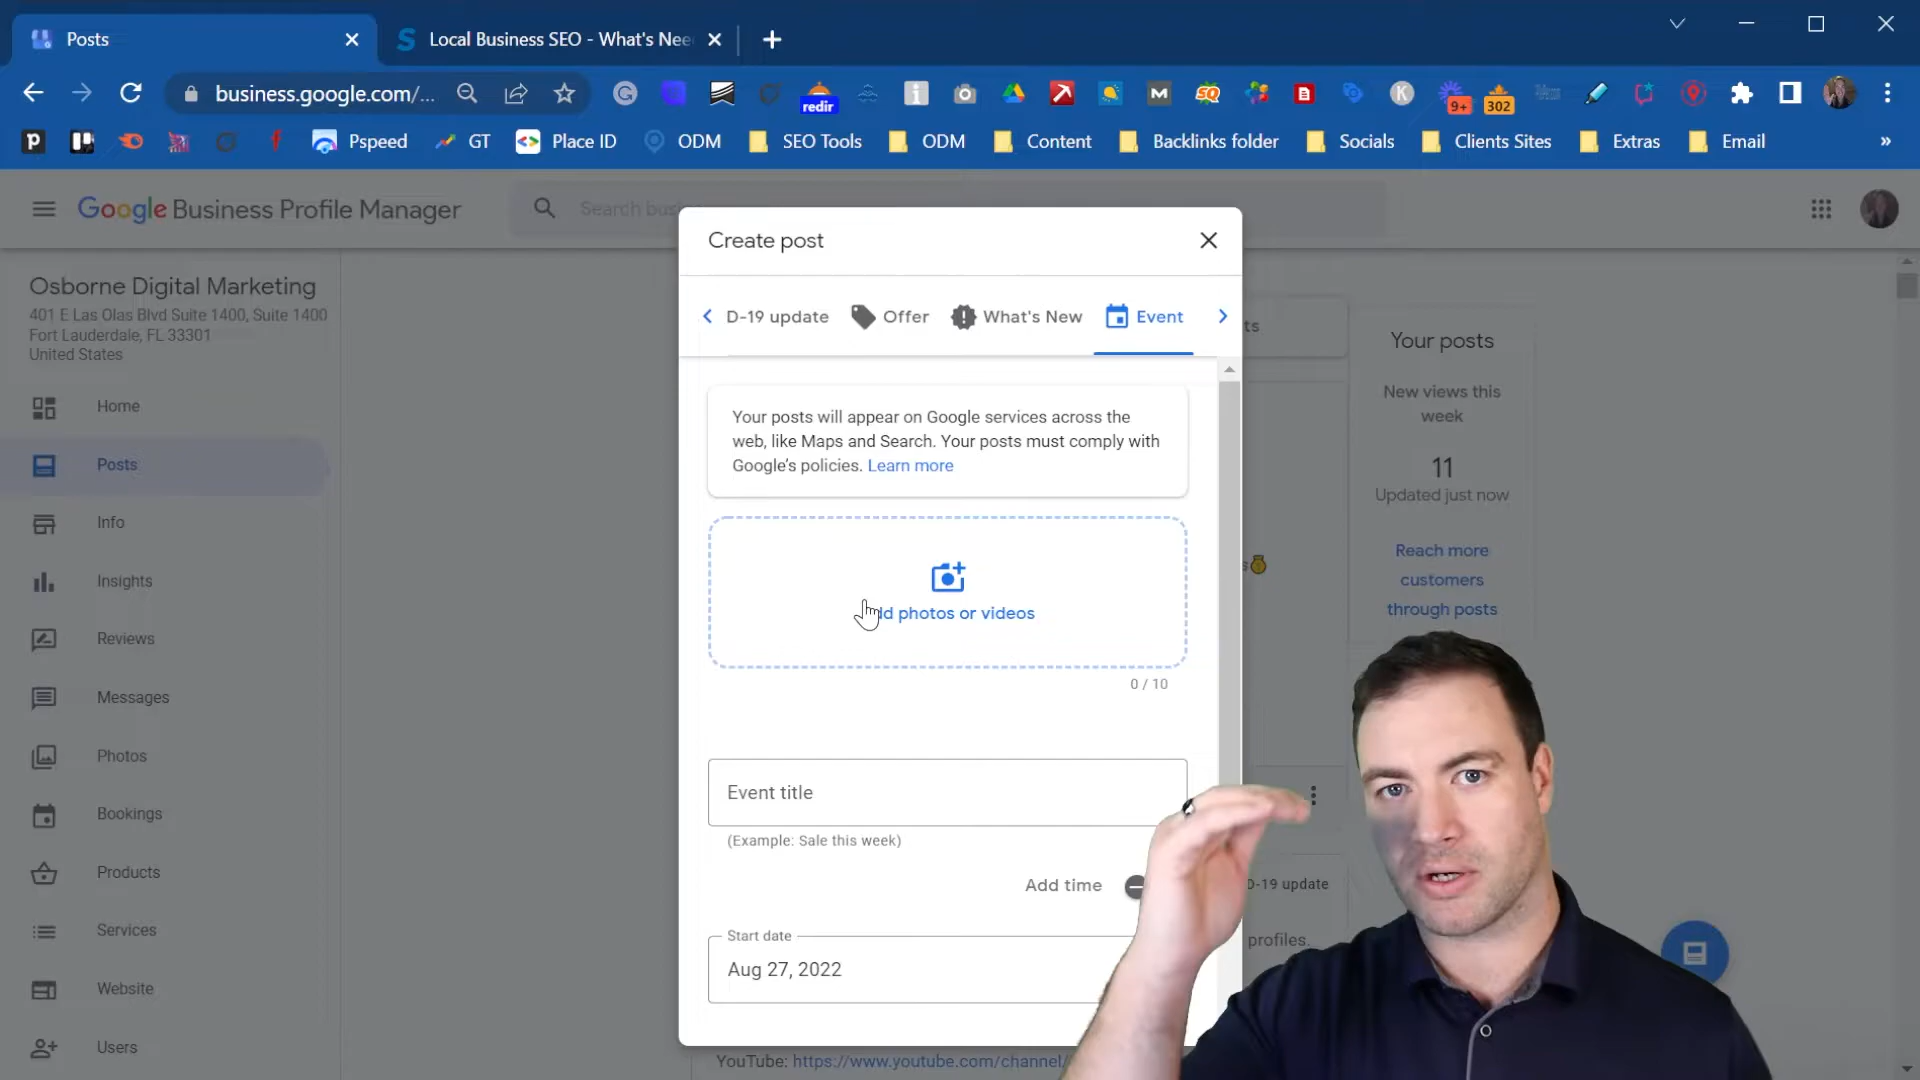 Posts
Local Business SEO - What's Nee
business.google.com/...
redir
9+
302
Pspeed
GT
Place ID
ODM
SEO Tools
ODM
Content
Backlinks folder
Socials
Clients Sites
Extras
Email
»
Google Business Profile Manager
Search busi
Osborne Digital Marketing
401 E Las Olas Blvd Suite 1400, Suite 1400
Fort Lauderdale, FL 33301
United States
Home
Posts
Info
Insights
Reviews
Messages
Photos
Bookings
Products
Services
Website
Users
Create post
D-19 update
Offer
What's New
Event
Your posts will appear on Google services across the
web, like Maps and Search. Your posts must comply with
Google's policies. Learn more
dd photos or videos
0 / 10
Event title
(Example: Sale this week)
Add time
Start date
Aug 27, 2022
ts
Your posts
New views this
week
11
Updated just now
Reach more
customers
through posts
s
D-19 update
profiles.
YouTube: https://www.youtube.com/channel/